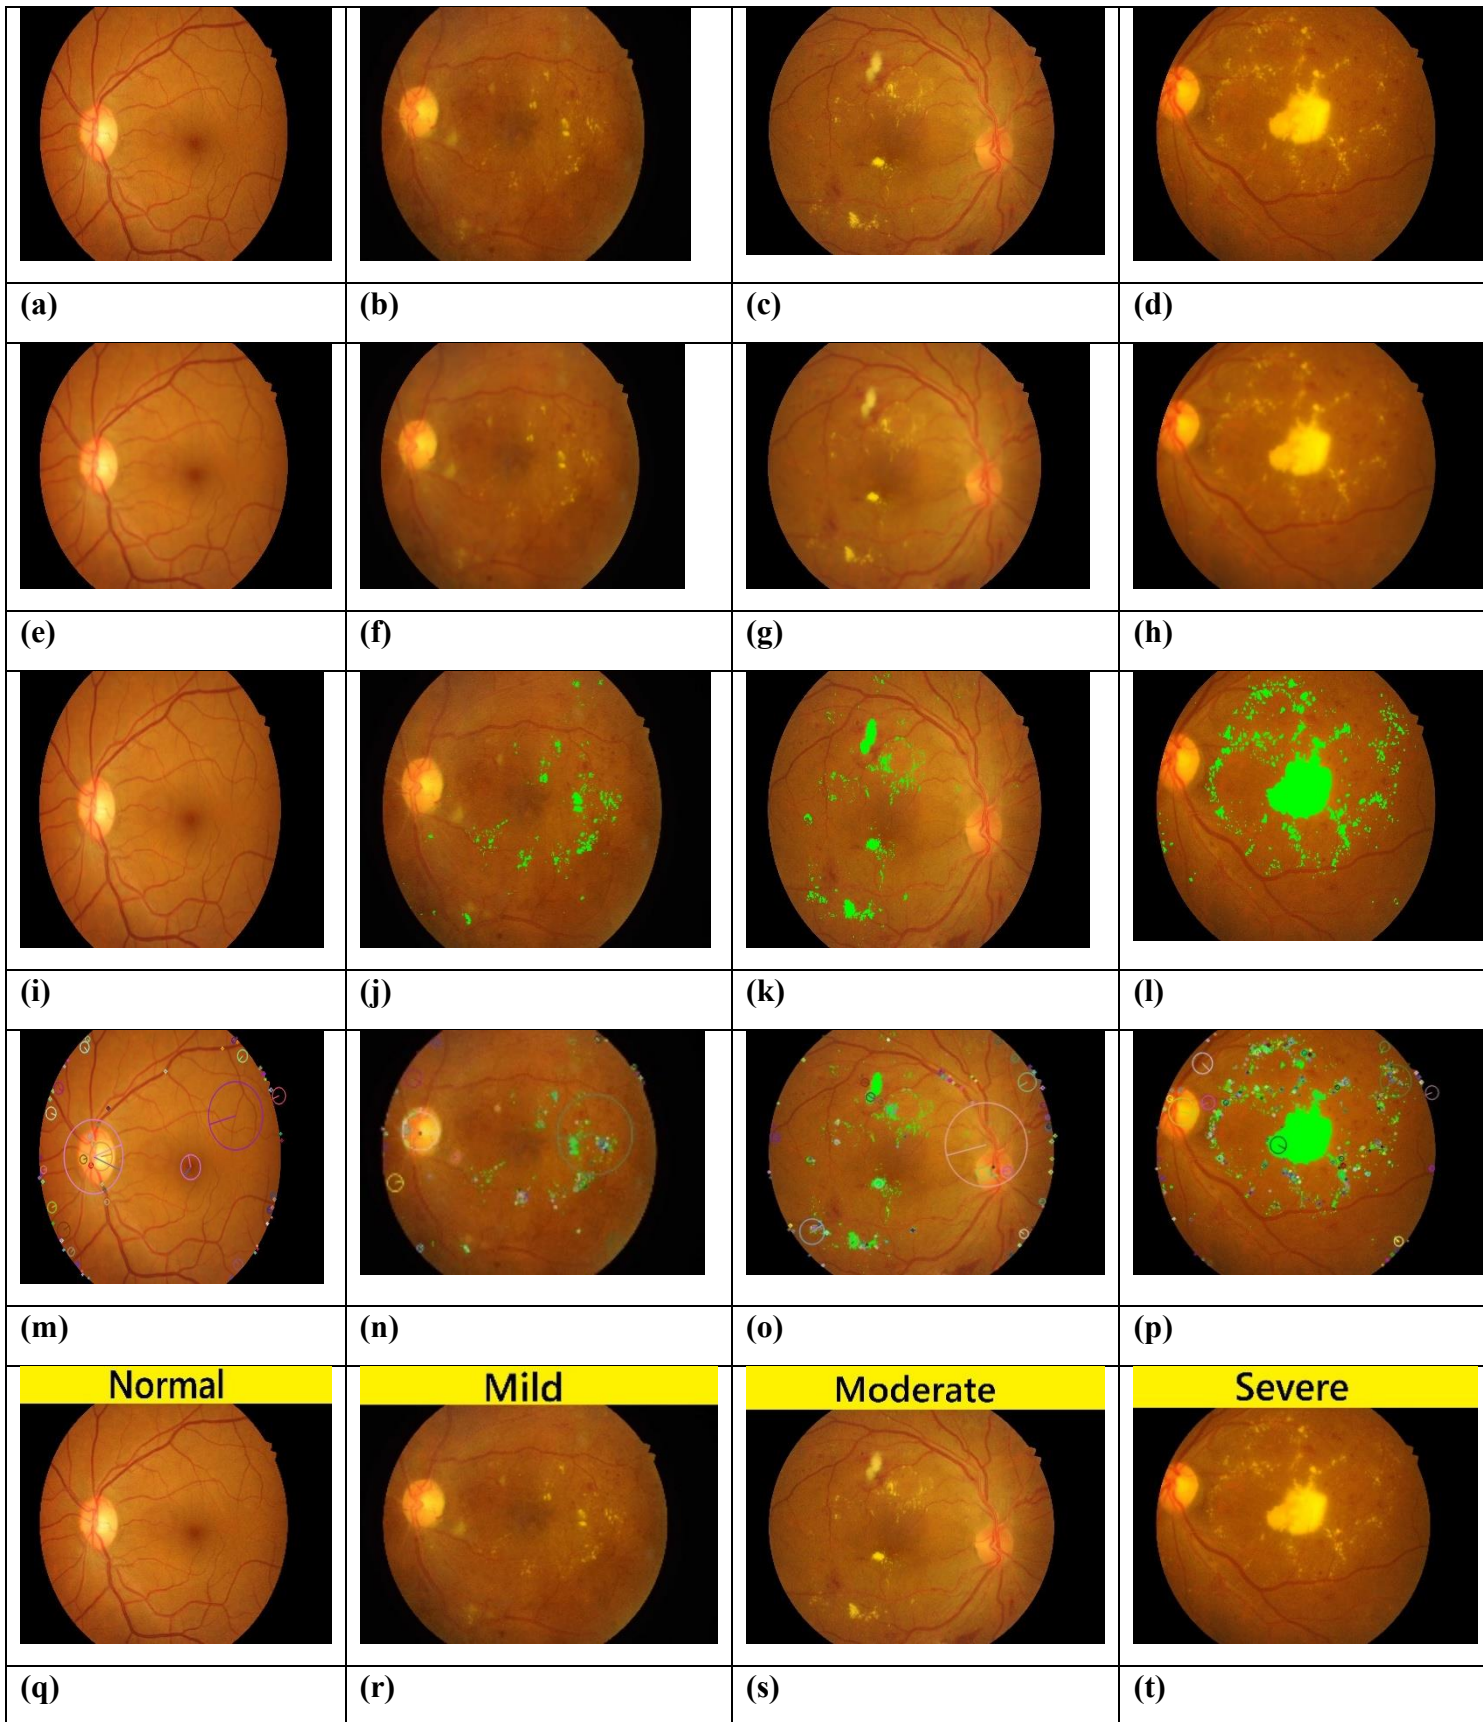 (a) (b) (c) (d)
(e) (f) (g) (h)
(i) (j) (k) (l)
(m) (n) (o) (p)
Normal Mild Moderate Severe
(q) (r) (s) (t)